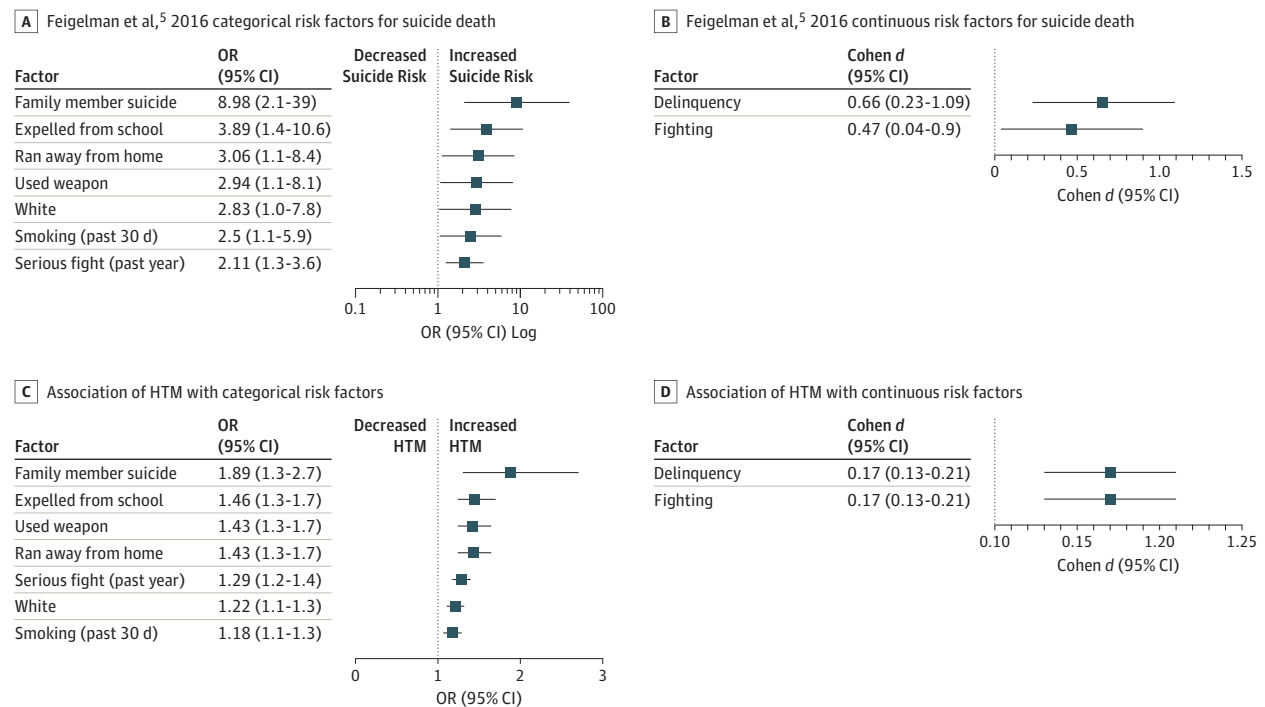 A Feigelman et al,5 2016 categorical risk factors for suicide death
Factor OR (95% CI) Decreased Suicide Risk Increased Suicide Risk
Family member suicide 8.98 (2.1-39)
Expelled from school 3.89 (1.4-10.6)
Ran away from home 3.06 (1.1-8.4)
Used weapon 2.94 (1.1-8.1)
White 2.83 (1.0-7.8)
Smoking (past 30 d) 2.5 (1.1-5.9)
Serious fight (past year) 2.11 (1.3-3.6)
0.1 1 10 100
OR (95% CI) Log
B Feigelman et al,5 2016 continuous risk factors for suicide death
Factor Cohen d (95% CI)
Delinquency 0.66 (0.23-1.09)
Fighting 0.47 (0.04-0.9)
0 0.5 1.0 1.5
Cohen d (95% CI)
C Association of HTM with categorical risk factors
Factor OR (95% CI) Decreased HTM Increased HTM
Family member suicide 1.89 (1.3-2.7)
Expelled from school 1.46 (1.3-1.7)
Used weapon 1.43 (1.3-1.7)
Ran away from home 1.43 (1.3-1.7)
Serious fight (past year) 1.29 (1.2-1.4)
White 1.22 (1.1-1.3)
Smoking (past 30 d) 1.18 (1.1-1.3)
0 1 2 3
OR (95% CI)
D Association of HTM with continuous risk factors
Factor Cohen d (95% CI)
Delinquency 0.17 (0.13-0.21)
Fighting 0.17 (0.13-0.21)
0.10 0.15 1.20 1.25
Cohen d (95% CI)